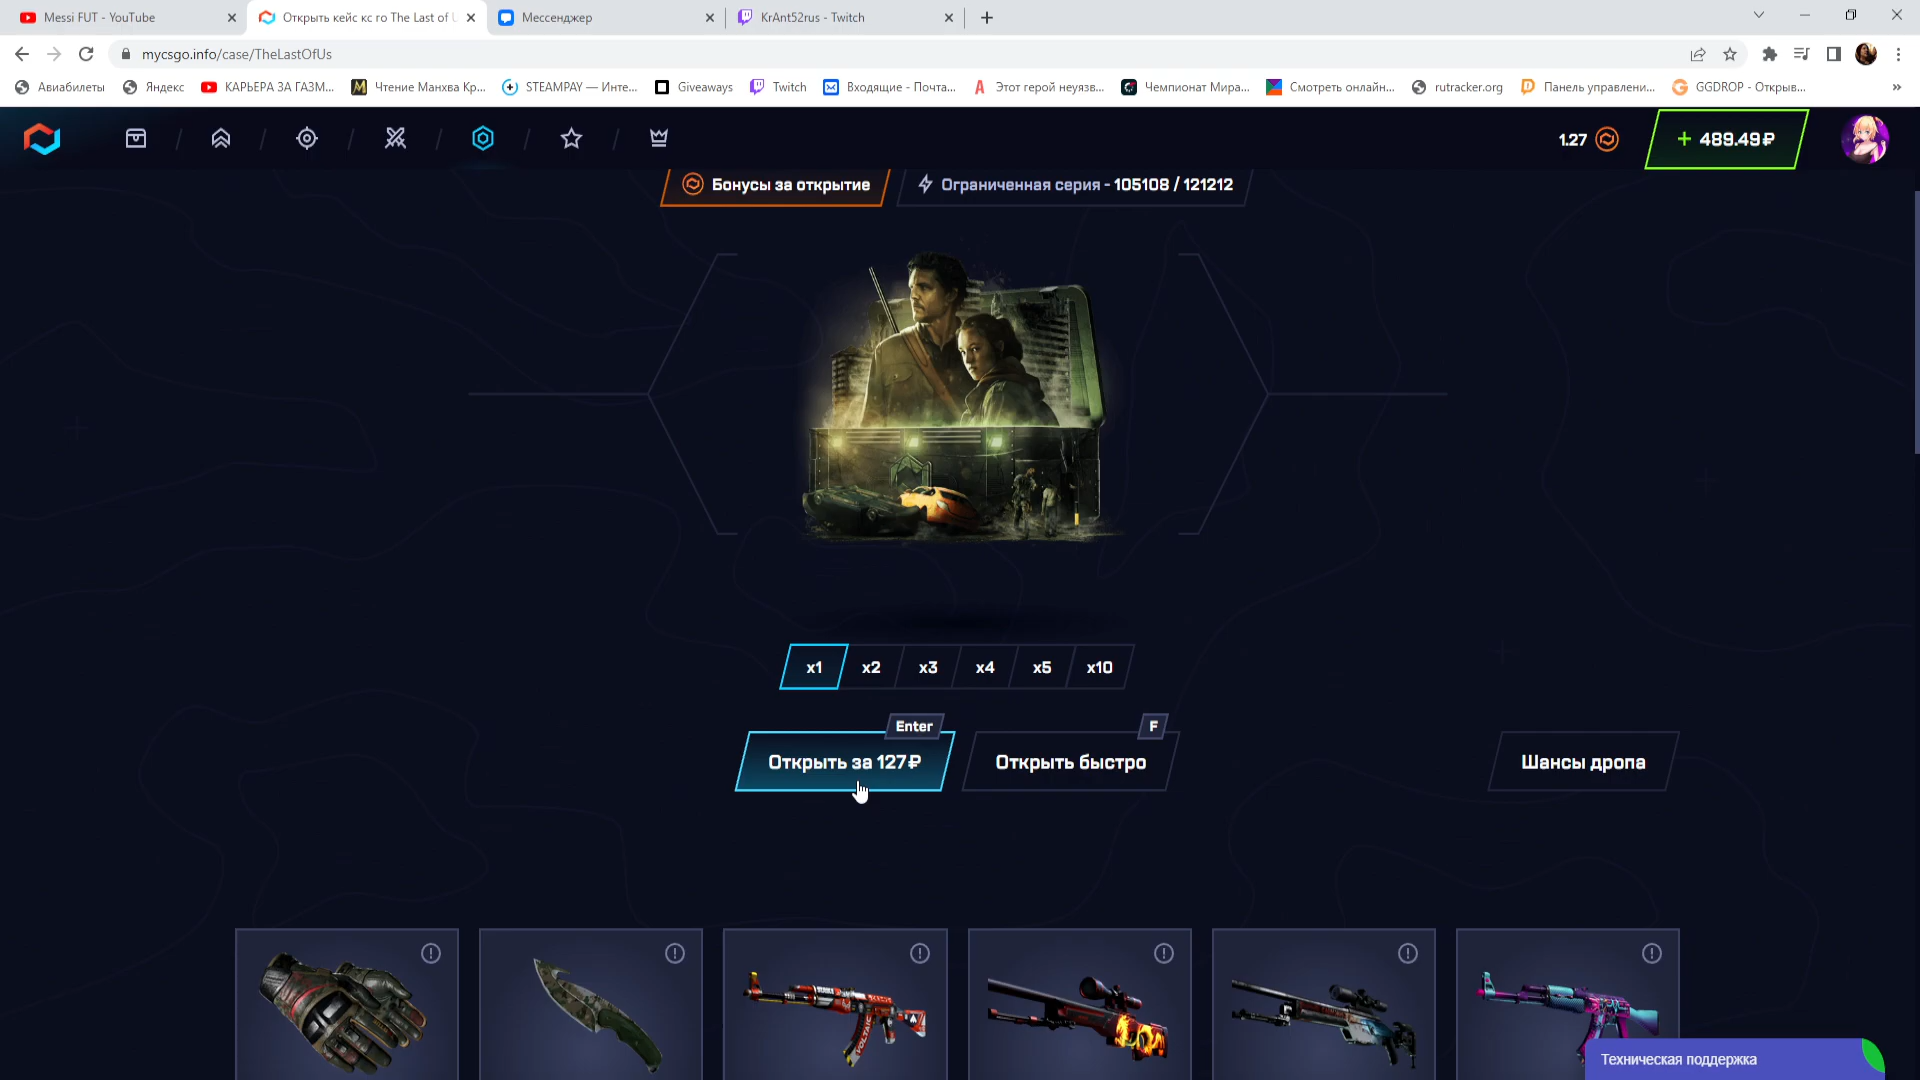 Messi FUT - YouTube
Открыть кейс кс го The Last of U
Мессенджер
KrAnt52rus - Twitch
mycsgo.info/case/TheLastOfUs
Авиабилеты
Яндекс
КАРЬЕРА ЗА ГАЗМ...
Чтение Манхва Кр...
STEAMPAY — Инте...
Giveaways
Twitch
Входящие - Почта...
Этот герой неуязв...
Чемпионат Мира...
Смотреть онлайн...
rutracker.org
Панель управлени...
GGDROP - Открыв...
»
1.27
+ 489.49₽
Бонусы за открытие
Ограниченная серия - 105108 / 121212
x1
x2
x3
x4
x5
x10
Enter
F
Открыть за 127₽
Открыть быстро
Шансы дропа
Техническая поддержка